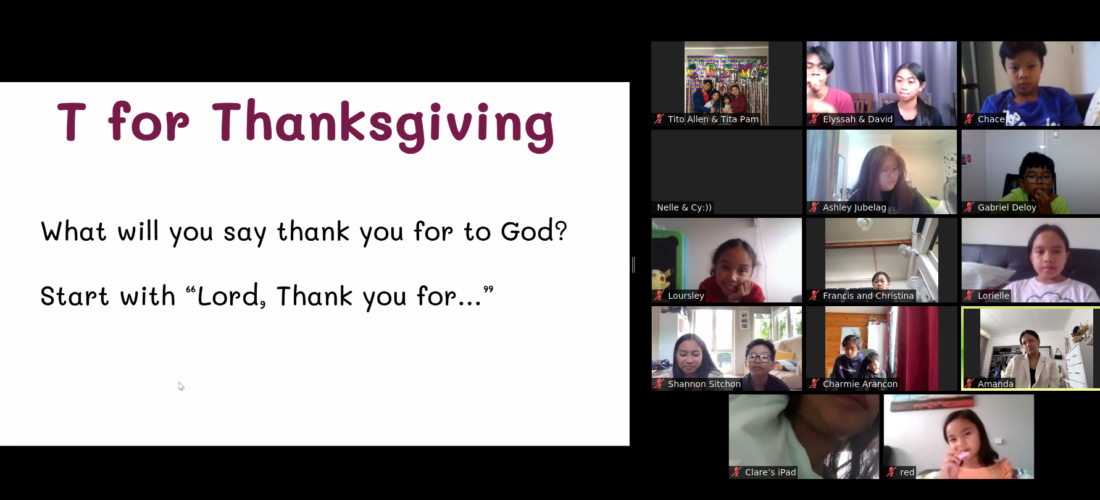 T for Thanksgiving
What will you say thank you for to God?
Start with “Lord, Thank you for...”
Tito Allen & Tita Pam
Elyssah & David
Chace
Nelle & Cy:))
Ashley Jubelag
Gabriel Deloy
Loursley
Francis and Christina
Lorielle
Shannon Sitchon
Charmie Arancon
Amanda
Clare's iPad
red